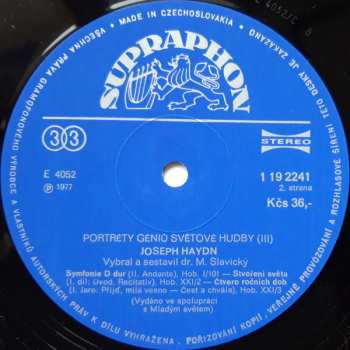 • MADE IN CZECHOSLOVAKIA • VŠECHNA PRÁVA GRAMOFONOVÉHO VÝROBCE A VLASTNÍKŮ AUTORSKÝCH PRÁV K DÍLU VYHRAŽENA. POŘIZOVÁNÍ KOPIÍ, VEŘEJNÉ PROVOZOVÁNÍ A ROZHLASOVÉ ŠÍŘENÍ TÉTO DESKY JE ZAKÁZÁNO
SUPRAPHON
33
STEREO
E 4052
1 19 2241
℗ 1977
2. strana
Kčs 36,-
PORTRÉTY GÉNIŮ SVĚTOVÉ HUDBY (III)
JOSEPH HAYDN
Vybral a sestavil dr. M. Slavický
Symfonie D dur (II. Andante), Hob. I/101 — Stvoření světa
(I. díl: Úvod, Recitativ) Hob. XXI/2 — Čtvero ročních dob
(I. Jaro: Přijď, milá vesno — Čest a chvála), Hob. XXI/3
(Vydáno ve spolupráci
s Mladým světem)